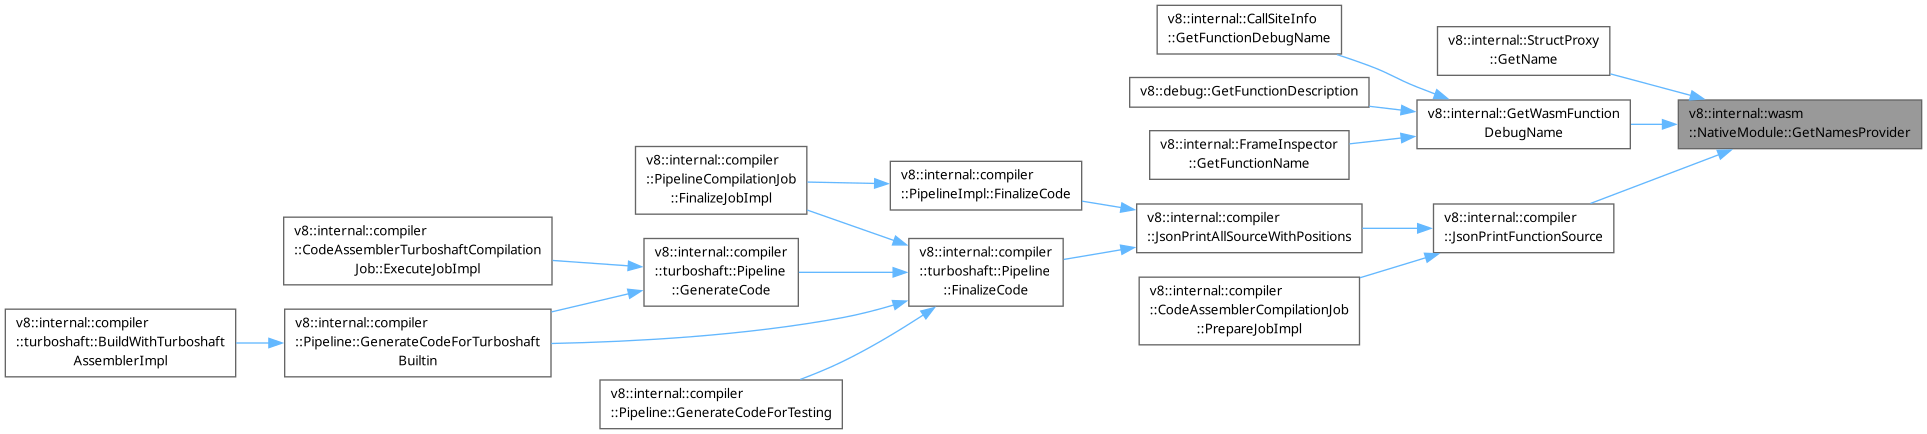 v8::internal::CallSiteInfo
::GetFunctionDebugName
v8::internal::StructProxy
::GetName
v8::debug::GetFunctionDescription
v8::internal::GetWasmFunction
DebugName
v8::internal::wasm
::NativeModule::GetNamesProvider
v8::internal::FrameInspector
::GetFunctionName
v8::internal::compiler
::PipelineCompilationJob
::FinalizeJobImpl
v8::internal::compiler
::PipelineImpl::FinalizeCode
v8::internal::compiler
::JsonPrintAllSourceWithPositions
v8::internal::compiler
::JsonPrintFunctionSource
v8::internal::compiler
::CodeAssemblerTurboshaftCompilation
Job::ExecuteJobImpl
v8::internal::compiler
::turboshaft::Pipeline
::GenerateCode
v8::internal::compiler
::turboshaft::Pipeline
::FinalizeCode
v8::internal::compiler
::CodeAssemblerCompilationJob
::PrepareJobImpl
v8::internal::compiler
::turboshaft::BuildWithTurboshaft
AssemblerImpl
v8::internal::compiler
::Pipeline::GenerateCodeForTurboshaft
Builtin
v8::internal::compiler
::Pipeline::GenerateCodeForTesting